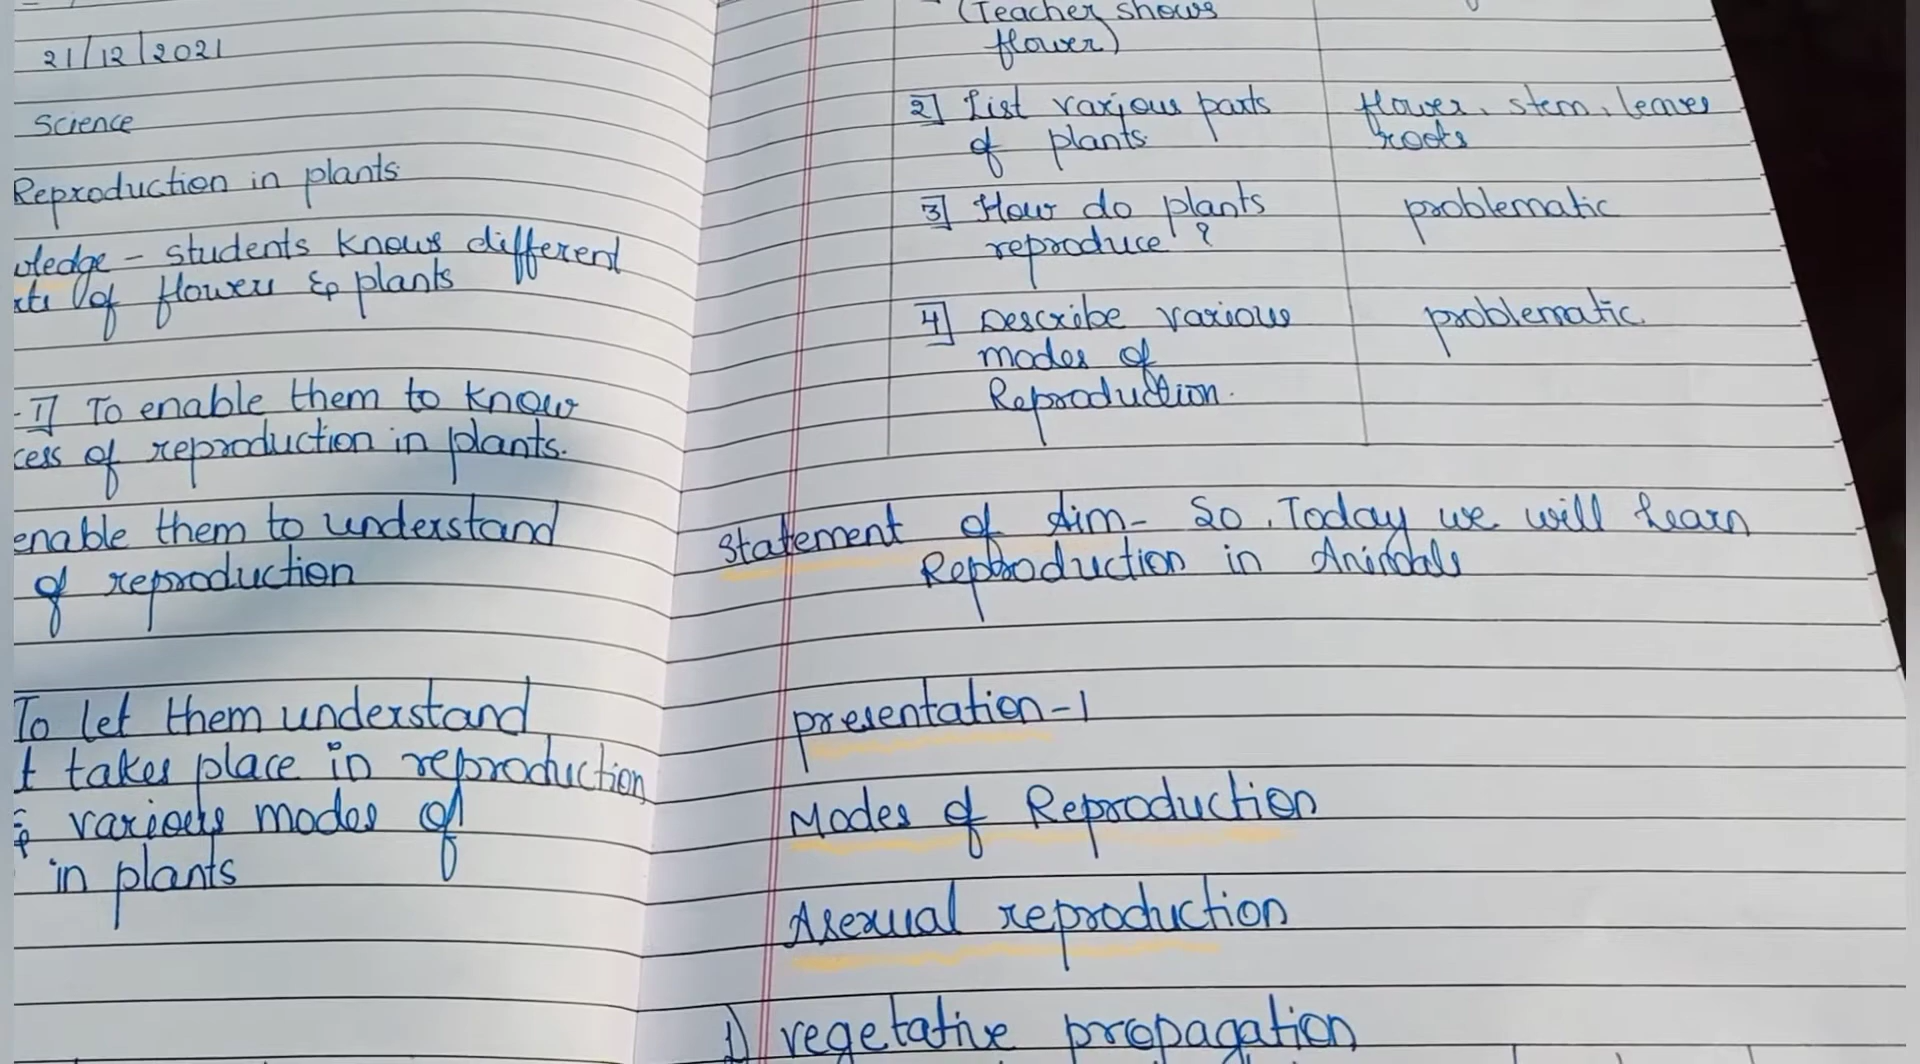 21/12/2021
Science
Reproduction in plants
wledge - students knows different
of flowers & plants
1] To enable them to know
cess of reproduction in plants.
enable them to understand
of reproduction
To let them understand
t takes place in reproduction
& various modes of
in plants
(Teacher shows
flower)
2] List various parts
of plants
flower, stem, leaves
roots
3] How do plants
reproduce ?
problematic
4] Describe various
modes of
Reproduction.
problematic.
Statement of Aim - So, Today we will learn
Reproduction in Animals
presentation-1
Modes of Reproduction
Asexual reproduction
1) vegetative propagation